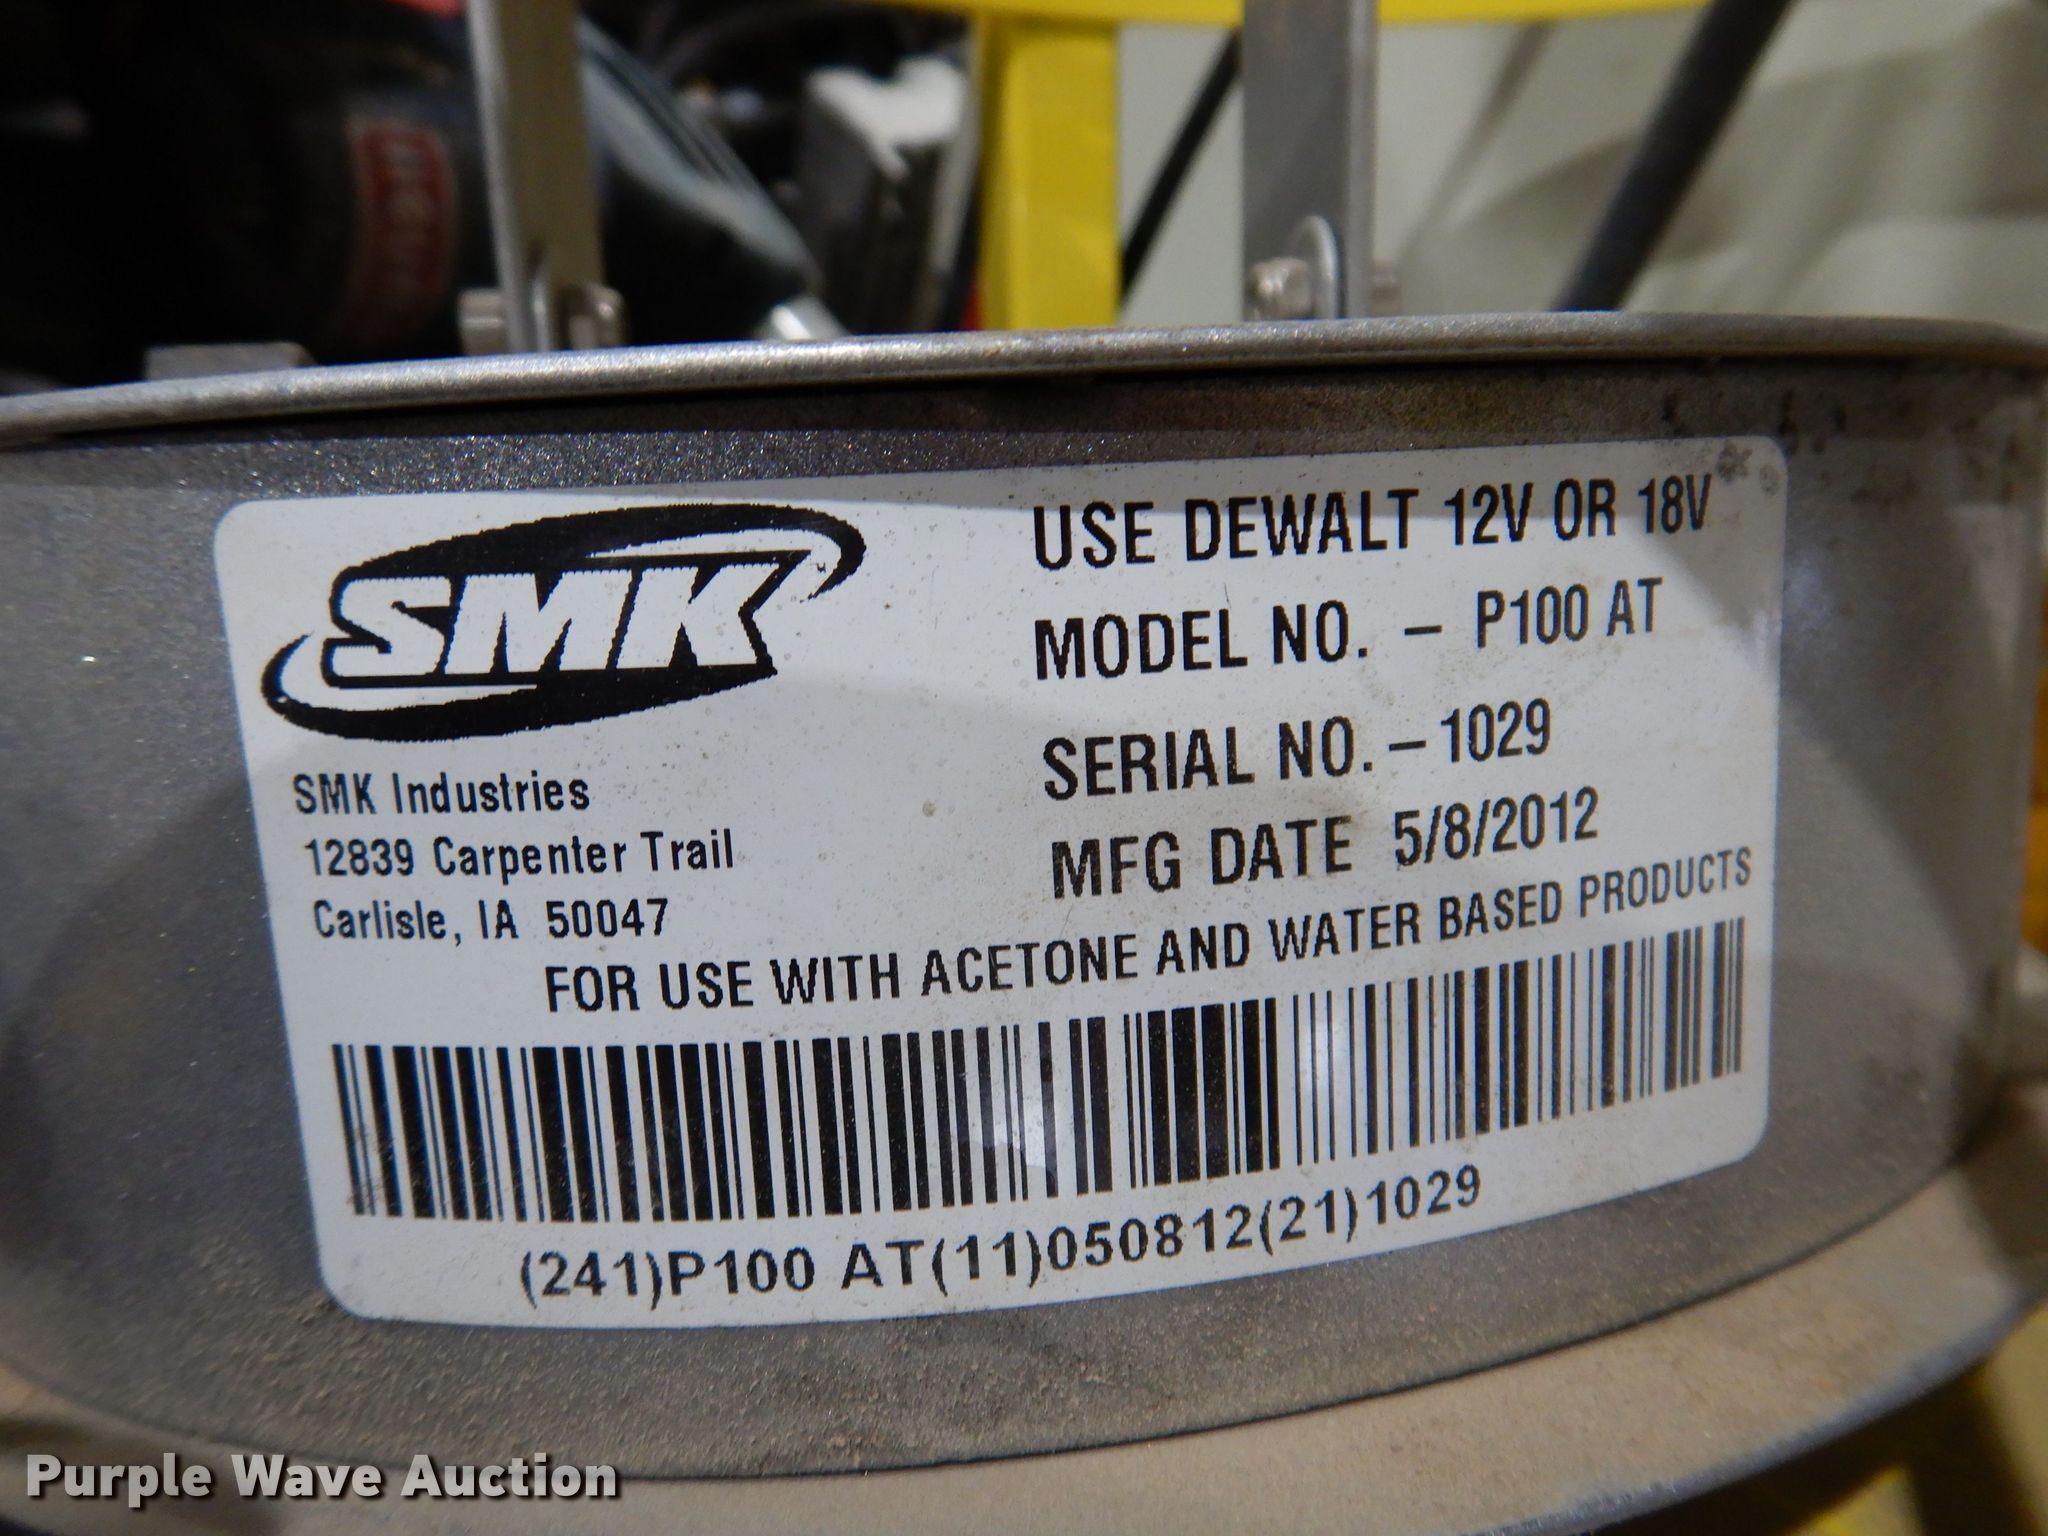 SMK
USE DEWALT 12V OR 18V
MODEL NO. – P100 AT
SERIAL NO. – 1029
MFG DATE 5/8/2012
SMK Industries
12839 Carpenter Trail
Carlisle, IA 50047
FOR USE WITH ACETONE AND WATER BASED PRODUCTS
(241)P100 AT(11)050812(21)1029
Purple Wave Auction